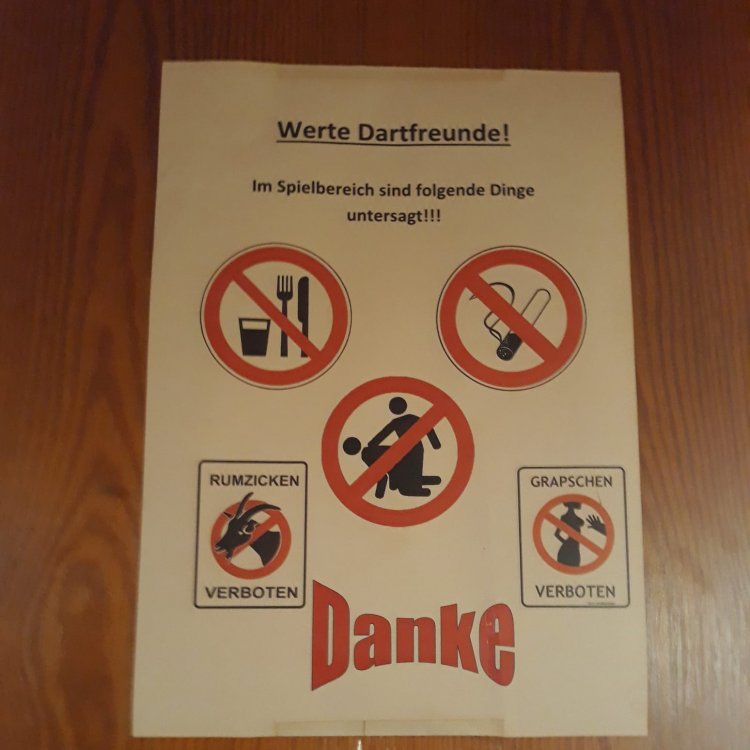 Werte Dartfreunde!
Im Spielbereich sind folgende Dinge
untersagt!!!
RUMZICKEN
VERBOTEN
GRAPSCHEN
VERBOTEN
Danke